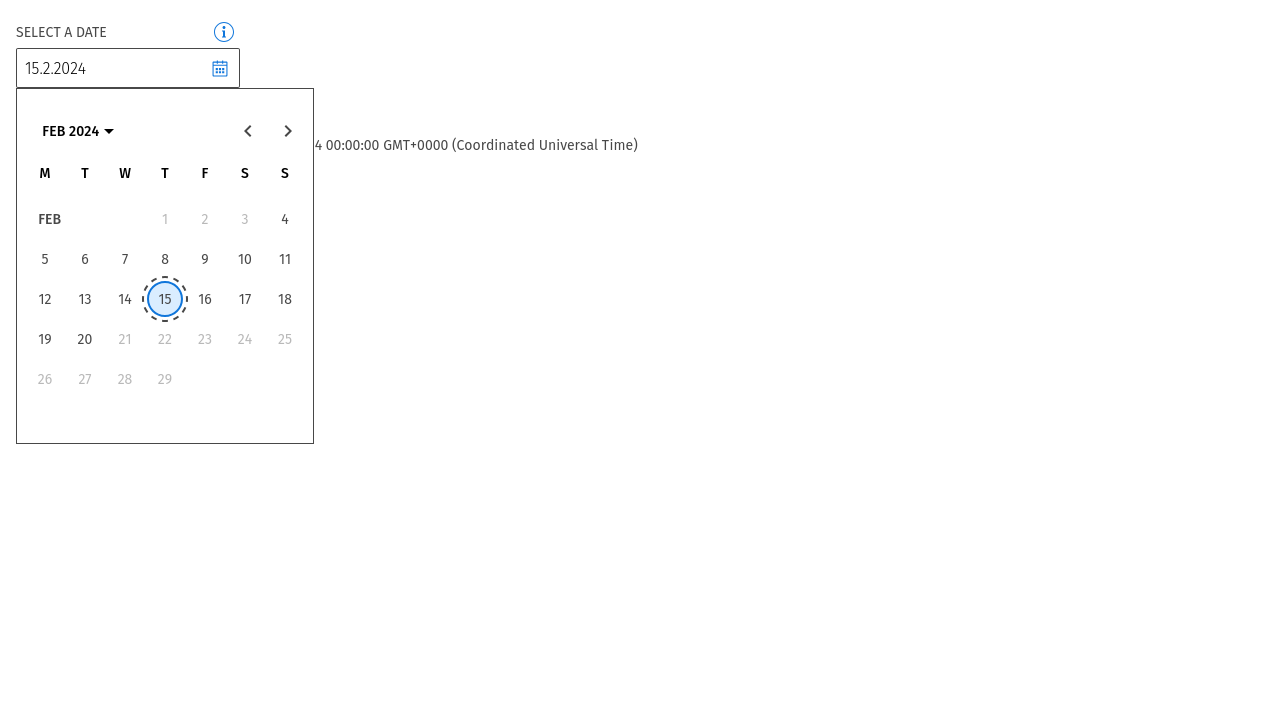 SELECT A DATE
15.2.2024
FEB 2024
4 00:00:00 GMT+0000 (Coordinated Universal Time)
M T W T F S S
FEB 1 2 3 4
5 6 7 8 9 10 11
12 13 14 15 16 17 18
19 20 21 22 23 24 25
26 27 28 29